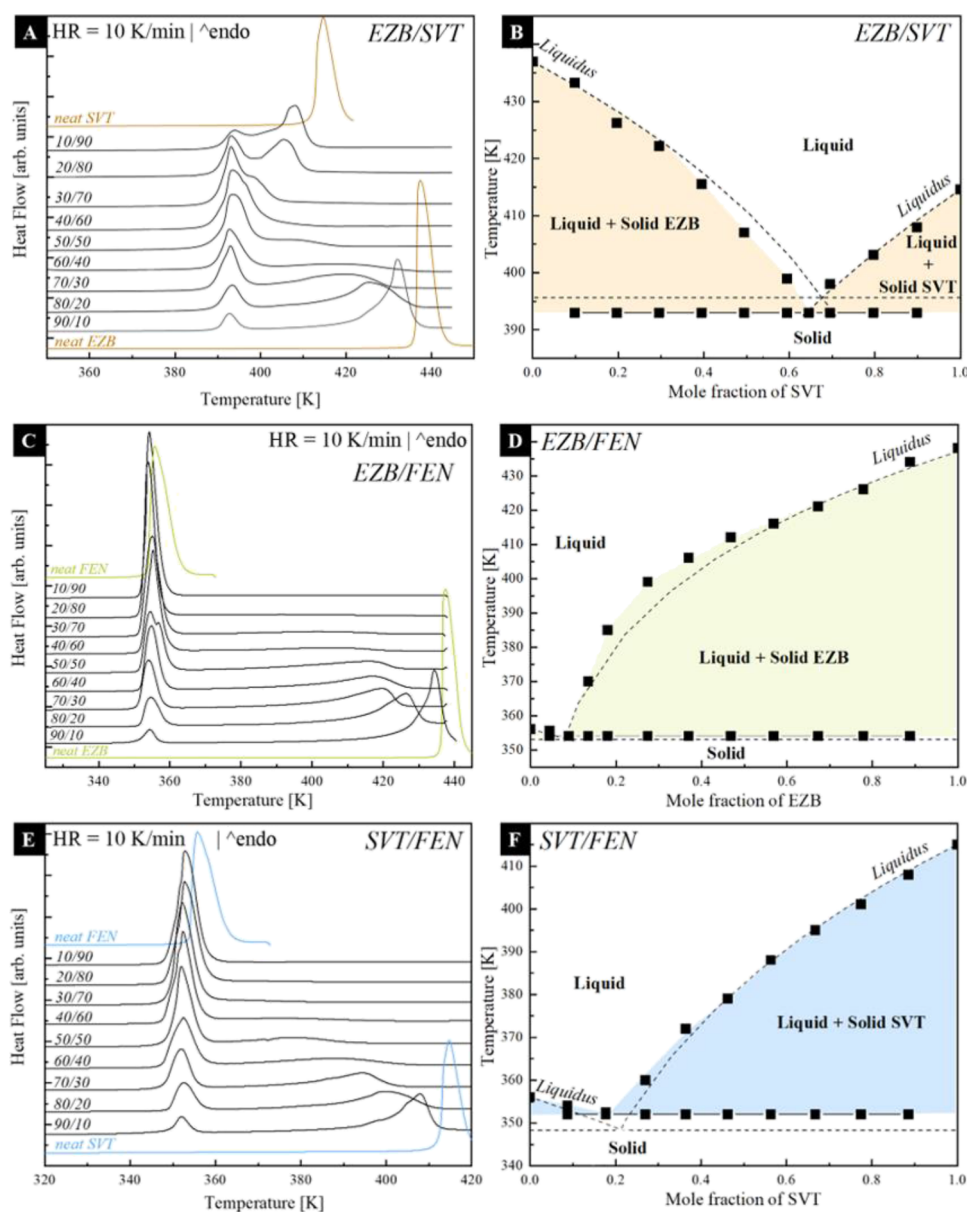 A
HR = 10 K/min | ^endo
EZB/SVT
Heat Flow [arb. units]
neat SVT
10/90
20/80
30/70
40/60
50/50
60/40
70/30
80/20
90/10
neat EZB
360
380
400
420
440
Temperature [K]
B
EZB/SVT
Temperature [K]
430
420
410
400
390
Liquidus
Liquid
Liquidus
Liquid + Solid EZB
Liquid
+
Solid SVT
Solid
0.0
0.2
0.4
0.6
0.8
1.0
Mole fraction of SVT
C
HR = 10 K/min | ^endo
EZB/FEN
Heat Flow [arb. units]
neat FEN
10/90
20/80
30/70
40/60
50/50
60/40
70/30
80/20
90/10
neat EZB
340
360
380
400
420
440
Temperature [K]
D
EZB/FEN
Temperature [K]
430
420
410
400
390
380
370
360
350
Liquidus
Liquid
Liquid + Solid EZB
Solid
0.0
0.2
0.4
0.6
0.8
1.0
Mole fraction of EZB
E
HR = 10 K/min | ^endo
SVT/FEN
Heat Flow [arb. units]
neat FEN
10/90
20/80
30/70
40/60
50/50
60/40
70/30
80/20
90/10
neat SVT
320
340
360
380
400
420
Temperature [K]
F
SVT/FEN
Temperature [K]
410
400
390
380
370
360
350
340
Liquidus
Liquid
Liquid + Solid SVT
Liquidus
Solid
0.0
0.2
0.4
0.6
0.8
1.0
Mole fraction of SVT